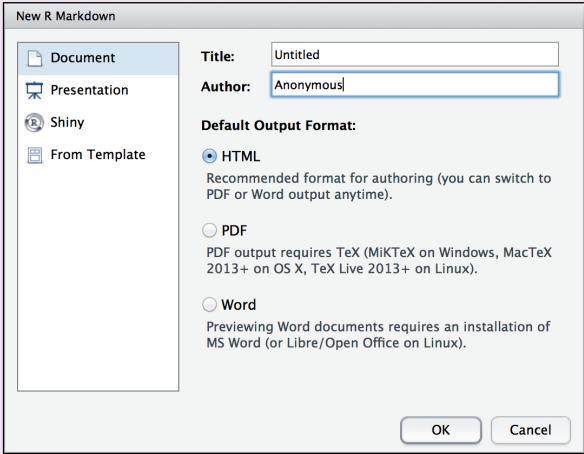 New R Markdown
Document
Presentation
Shiny
From Template
Title:
Untitled
Author:
Anonymous
Default Output Format:
HTML
Recommended format for authoring (you can switch to
PDF or Word output anytime).
PDF
PDF output requires TeX (MiKTeX on Windows, MacTeX
2013+ on OS X, TeX Live 2013+ on Linux).
Word
Previewing Word documents requires an installation of
MS Word (or Libre/Open Office on Linux).
OK
Cancel